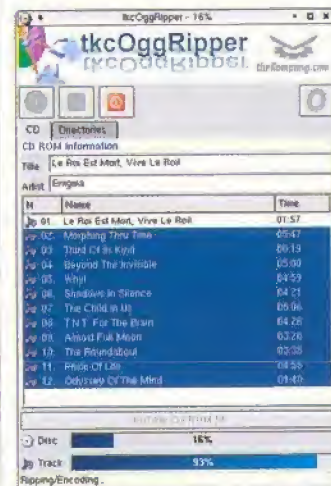 tkcOggRipper - 16%
tkcOggRipper
theKompany.com
CD Directories
CD ROM Information
Title Le Roi Est Mort, Vive Le Roi!
Artist Enigma
N Name Time
01. Le Roi Est Mort, Vive Le Roi! 01:57
02. Morphing Thru Time 05:47
03. Third Of Its Kind 00:19
04. Beyond The Invisible 05:00
05. Why! 04:59
06. Shadows In Silence 04:21
07. The Child In Us 05:06
08. T.N.T. For The Brain 04:26
09. Almost Full Moon 03:26
10. The Roundabout 03:38
11. Prism Of Life 04:55
12. Odyssey Of The Mind 01:40
Disc 16%
Track 93%
Ripping/Encoding.